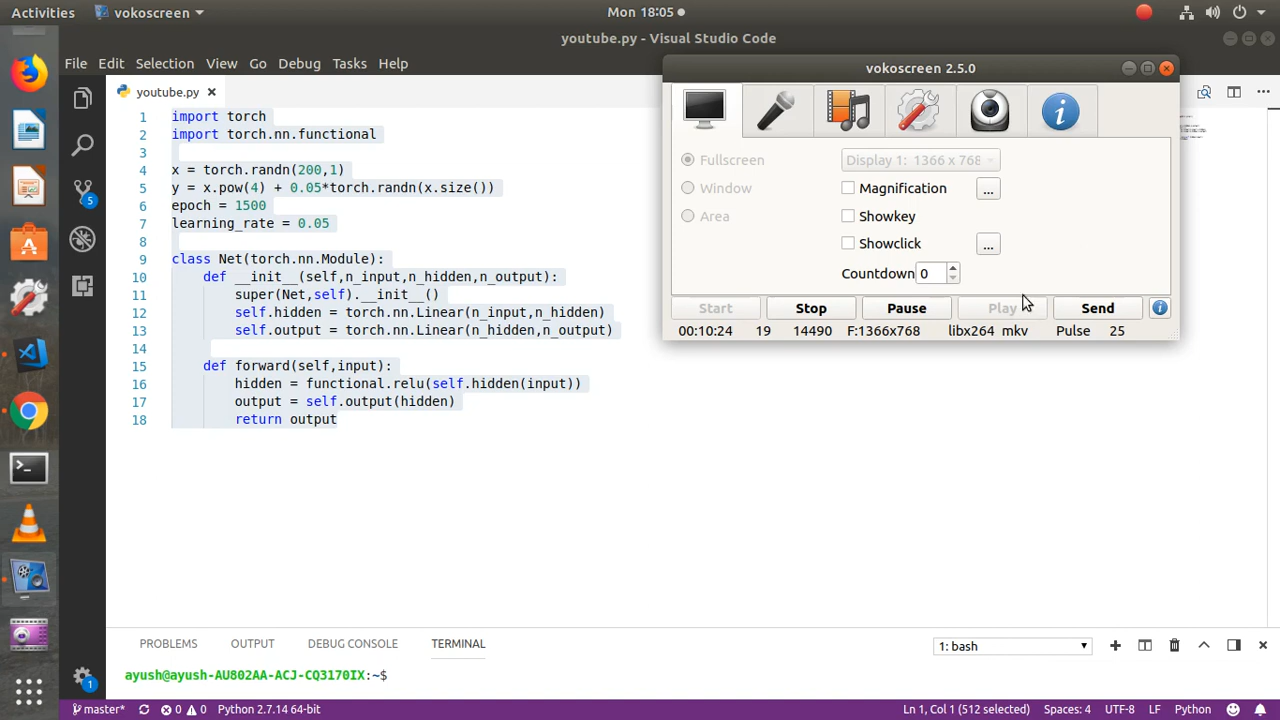 Activities
vokoscreen
Mon 18:05
youtube.py - Visual Studio Code
File Edit Selection View Go Debug Tasks Help
youtube.py
1 import torch
2 import torch.nn.functional
3
4 x = torch.randn(200,1)
5 y = x.pow(4) + 0.05*torch.randn(x.size())
6 epoch = 1500
7 learning_rate = 0.05
8
9 class Net(torch.nn.Module):
10 def __init__(self,n_input,n_hidden,n_output):
11 super(Net,self).__init__()
12 self.hidden = torch.nn.Linear(n_input,n_hidden)
13 self.output = torch.nn.Linear(n_hidden,n_output)
14
15 def forward(self,input):
16 hidden = functional.relu(self.hidden(input))
17 output = self.output(hidden)
18 return output
vokoscreen 2.5.0
Fullscreen
Display 1: 1366 x 768
Window
Magnification
...
Area
Showkey
Showclick
...
Countdown 0
Start Stop Pause Play Send
00:10:24 19 14490 F:1366x768 libx264 mkv Pulse 25
5
1
PROBLEMS OUTPUT DEBUG CONSOLE TERMINAL
1: bash
ayush@ayush-AU802AA-ACJ-CQ3170IX:~$
master* 0 0 Python 2.7.14 64-bit
Ln 1, Col 1 (512 selected) Spaces: 4 UTF-8 LF Python